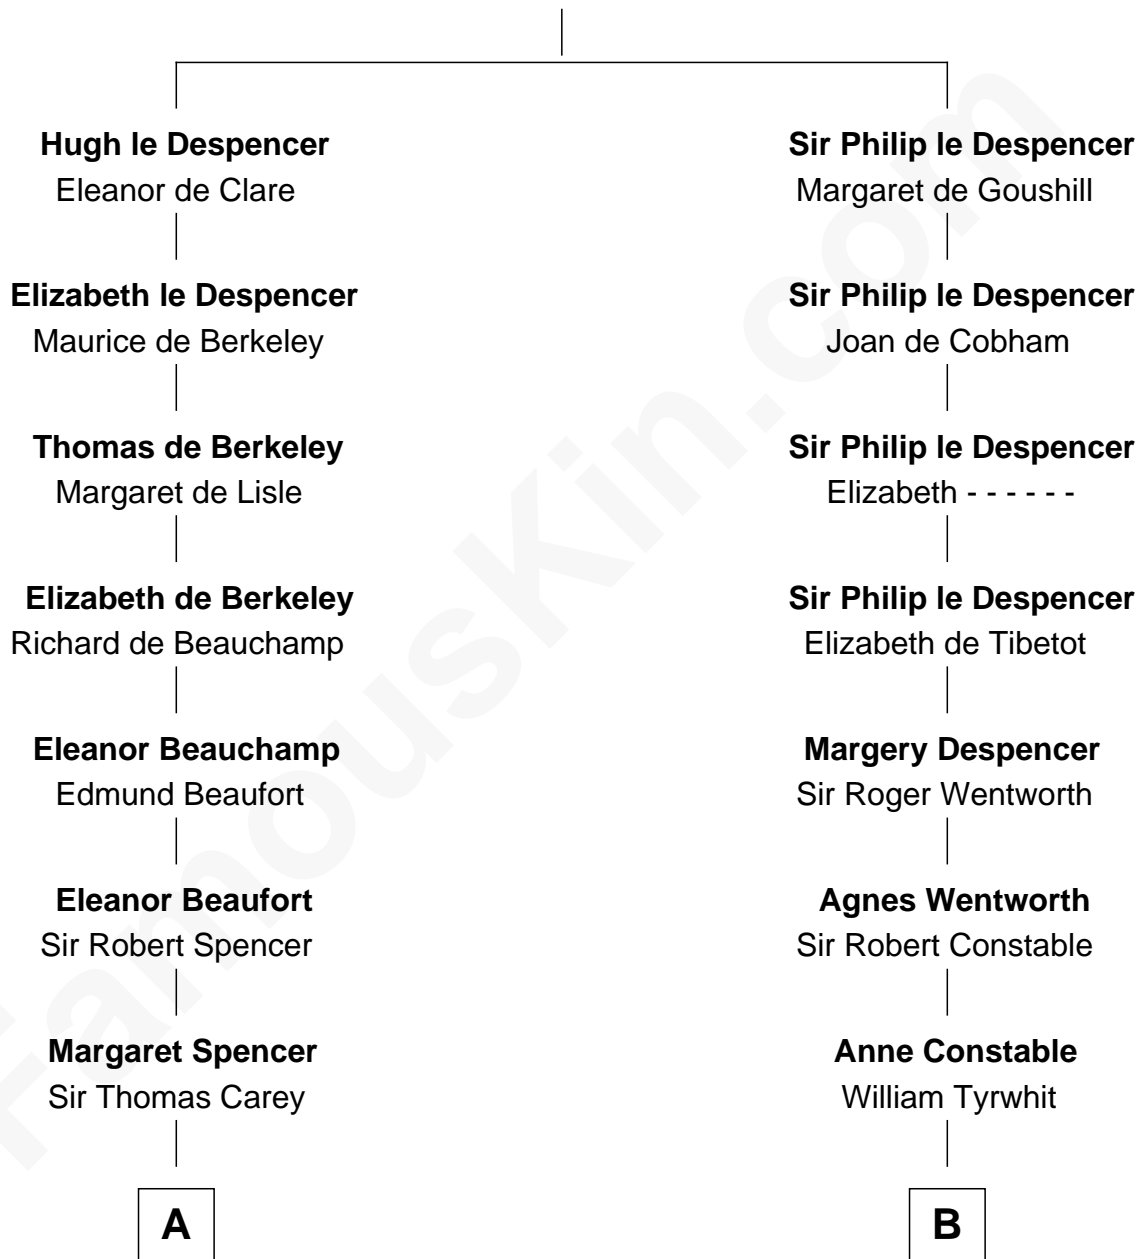 Hugh le Despencer
Eleanor de Clare
Elizabeth le Despencer
Maurice de Berkeley
Thomas de Berkeley
Margaret de Lisle
Elizabeth de Berkeley
Richard de Beauchamp
Eleanor Beauchamp
Edmund Beaufort
Eleanor Beaufort
Sir Robert Spencer
Margaret Spencer
Sir Thomas Carey
A
Sir Philip le Despencer
Margaret de Goushill
Sir Philip le Despencer
Joan de Cobham
Sir Philip le Despencer
Elizabeth - - - - - -
Sir Philip le Despencer
Elizabeth de Tibetot
Margery Despencer
Sir Roger Wentworth
Agnes Wentworth
Sir Robert Constable
Anne Constable
William Tyrwhit
B
FamousKin.com